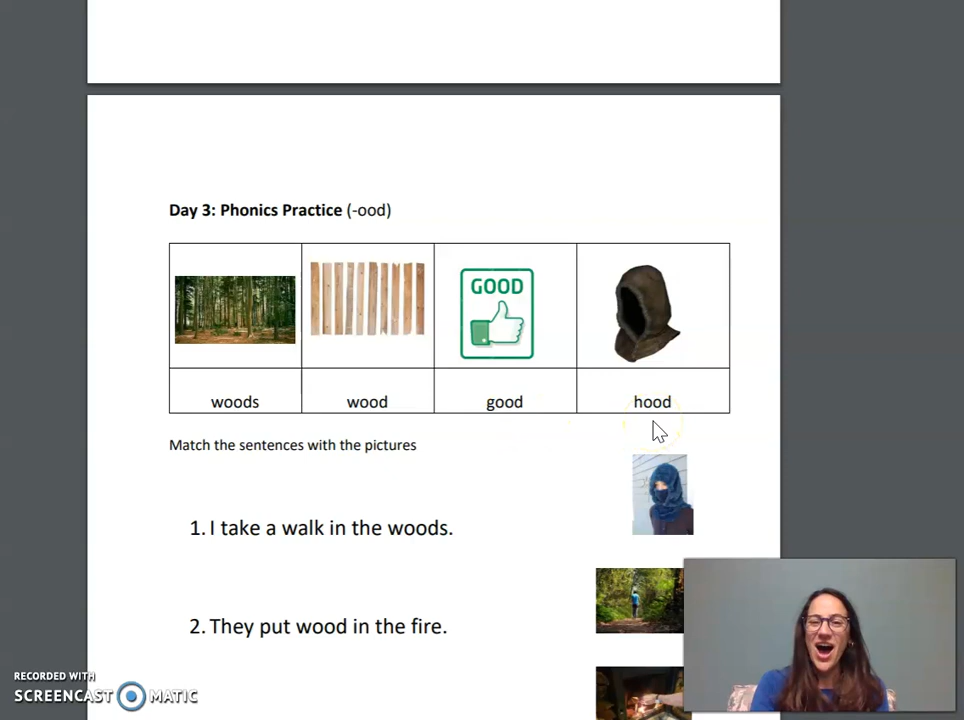 Day 3: Phonics Practice (-ood)
GOOD
woods wood good hood
Match the sentences with the pictures
1. I take a walk in the woods.
2. They put wood in the fire.
RECORDED WITH
SCREENCAST MATIC